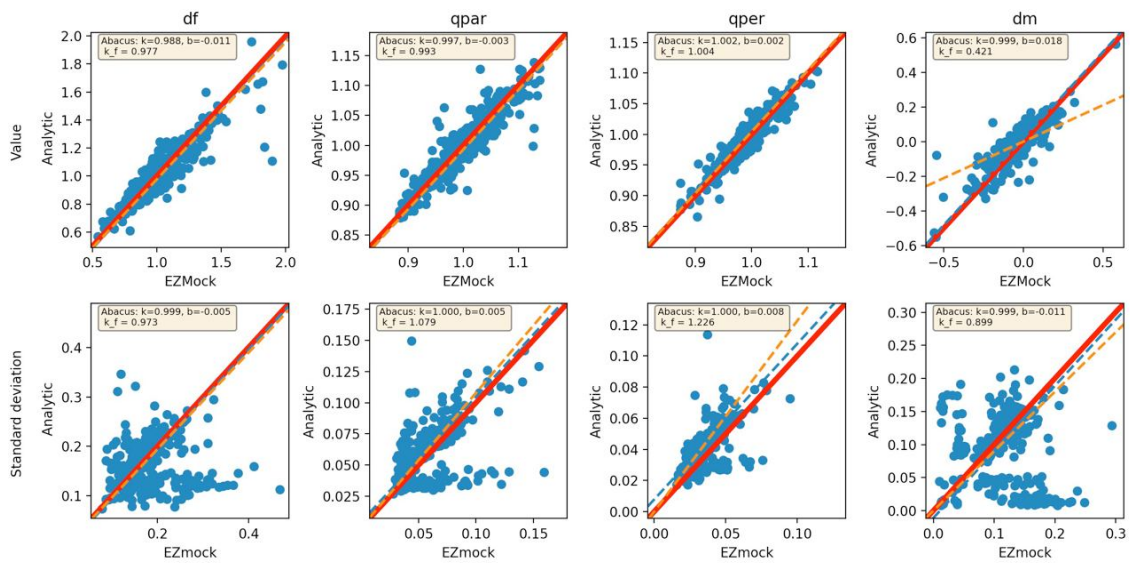 df
qpar
qper
dm
Value
Analytic
2.0
1.8
1.6
1.4
1.2
1.0
0.8
0.6
Abacus: k=0.988, b=-0.011
k_f = 0.977
0.5
1.0
1.5
2.0
EZMock
Analytic
1.15
1.10
1.05
1.00
0.95
0.90
0.85
Abacus: k=0.997, b=-0.003
k_f = 0.993
0.9
1.0
1.1
EZMock
Analytic
1.15
1.10
1.05
1.00
0.95
0.90
0.85
Abacus: k=1.002, b=0.002
k_f = 1.004
0.9
1.0
1.1
EZMock
Analytic
0.6
0.4
0.2
0.0
−0.2
−0.4
−0.6
Abacus: k=0.999, b=0.018
k_f = 0.421
−0.5
0.0
0.5
EZMock
Standard deviation
Analytic
0.4
0.3
0.2
0.1
Abacus: k=0.999, b=-0.005
k_f = 0.973
0.2
0.4
EZmock
Analytic
0.175
0.150
0.125
0.100
0.075
0.050
0.025
Abacus: k=1.000, b=0.005
k_f = 1.079
0.05
0.10
0.15
EZmock
Analytic
0.12
0.10
0.08
0.06
0.04
0.02
0.00
Abacus: k=1.000, b=0.008
k_f = 1.226
0.00
0.05
0.10
EZmock
Analytic
0.30
0.25
0.20
0.15
0.10
0.05
0.00
Abacus: k=0.999, b=-0.011
k_f = 0.899
0.0
0.1
0.2
0.3
EZmock